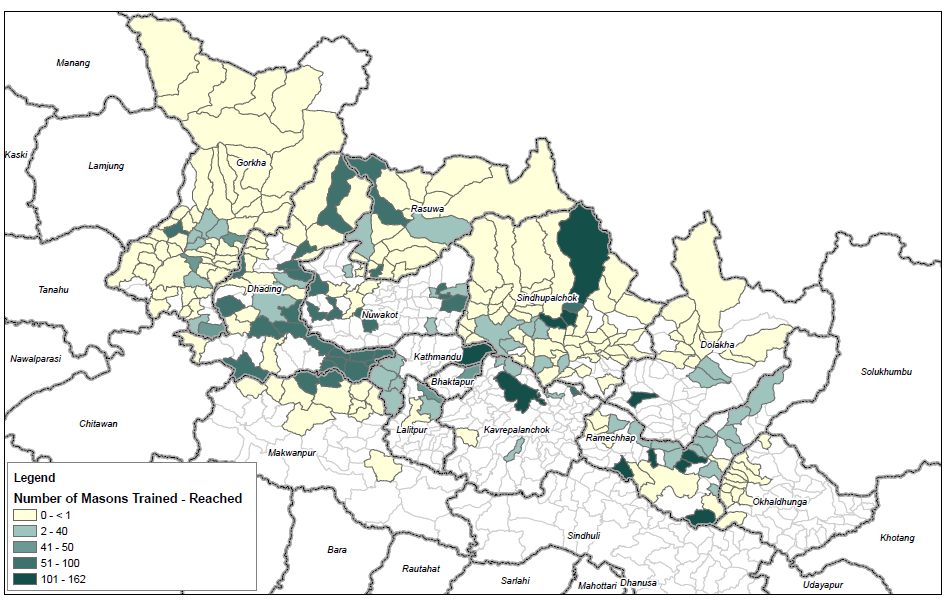 Manang
Kaski
Lamjung
Gorkha
Rasuwa
Tanahu
Dhading
Sindhupalchok
Nuwakot
Dolakha
Nawalparasi
Kathmandu
Solukhumbu
Bhaktapur
Chitawan
Lalitpur
Kavrepalanchok
Ramechhap
Makwanpur
Okhaldhunga
Sindhuli
Khotang
Bara
Rautahat
Sarlahi
Mahottari
Dhanusa
Udayapur
Legend
Number of Masons Trained - Reached
0 - < 1
2 - 40
41 - 50
51 - 100
101 - 162